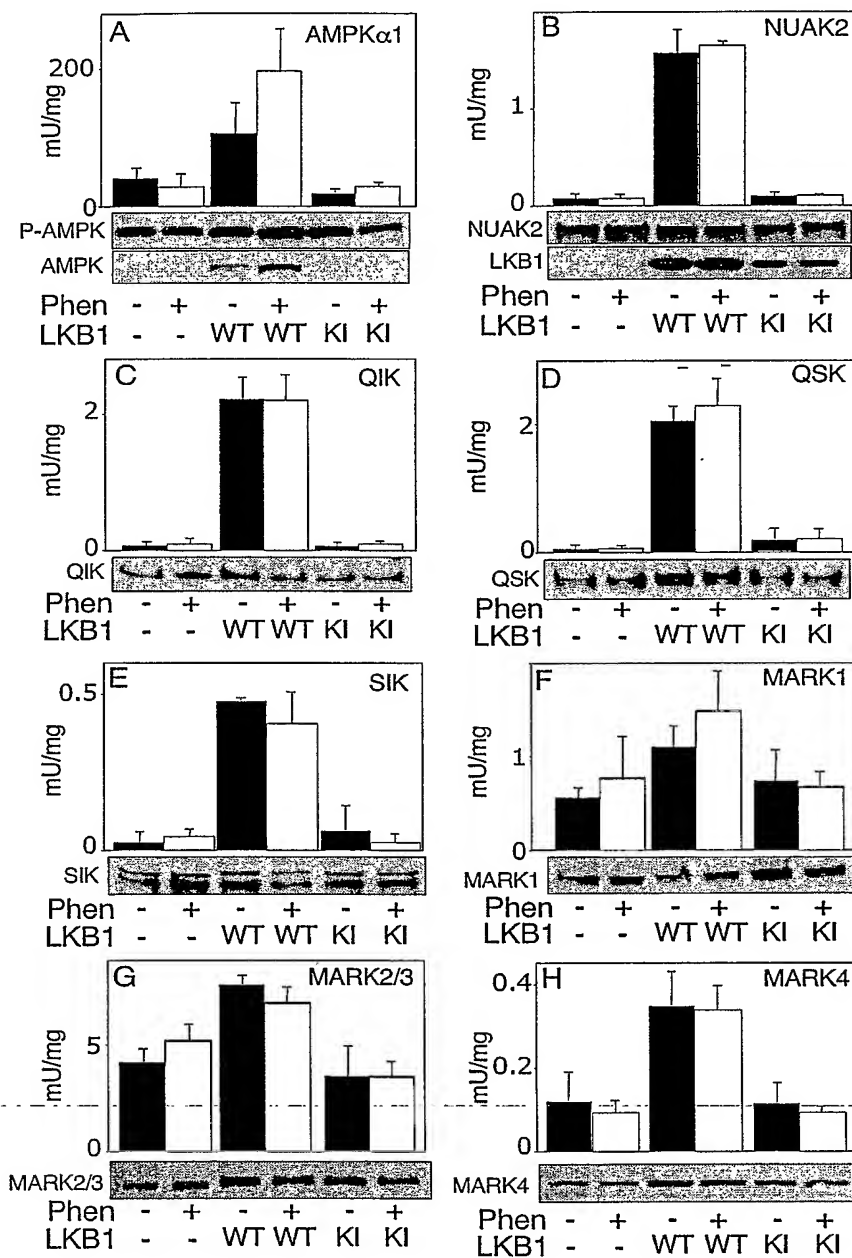 A AMPKα1
mU/mg
200
0
P-AMPK
AMPK
Phen - + - + - +
LKB1 - - WT WT KI KI
B NUAK2
mU/mg
1
0
NUAK2
LKB1
Phen - + - + - +
LKB1 - - WT WT KI KI
C QIK
mU/mg
2
0
QIK
Phen - + - + - +
LKB1 - - WT WT KI KI
D QSK
mU/mg
2
0
QSK
Phen - + - + - +
LKB1 - - WT WT KI KI
E SIK
mU/mg
0.5
0
SIK
Phen - + - + - +
LKB1 - - WT WT KI KI
F MARK1
mU/mg
1
0
MARK1
Phen - + - + - +
LKB1 - - WT WT KI KI
G MARK2/3
mU/mg
5
0
MARK2/3
Phen - + - + - +
LKB1 - - WT WT KI KI
H MARK4
mU/mg
0.4
0.2
0
MARK4
Phen - + - + - +
LKB1 - - WT WT KI KI